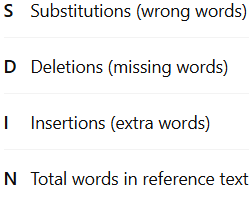 S Substitutions (wrong words)
D Deletions (missing words)
I Insertions (extra words)
N Total words in reference text